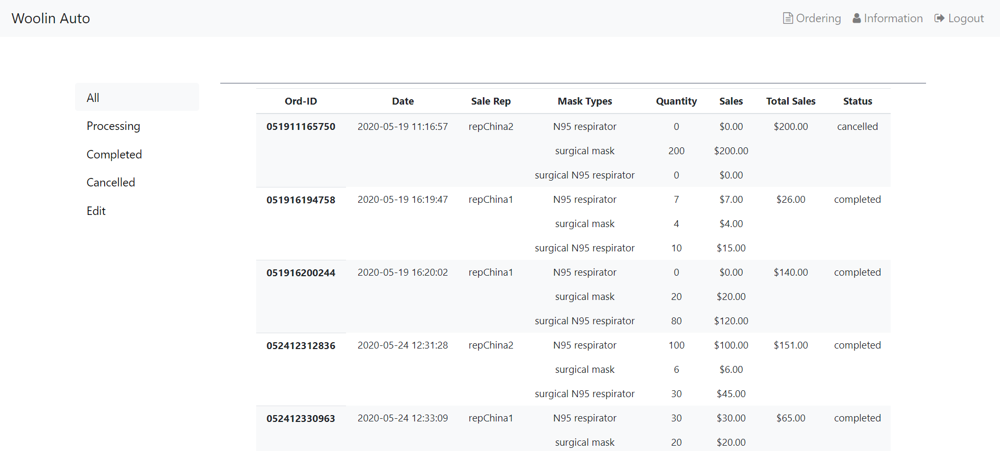 Woolin Auto Ordering Information Logout
All
Processing
Completed
Cancelled
Edit
Ord-ID Date Sale Rep Mask Types Quantity Sales Total Sales Status
051911165750 2020-05-19 11:16:57 repChina2 N95 respirator 0 $0.00 $200.00 cancelled
surgical mask 200 $200.00
surgical N95 respirator 0 $0.00
051916194758 2020-05-19 16:19:47 repChina1 N95 respirator 7 $7.00 $26.00 completed
surgical mask 4 $4.00
surgical N95 respirator 10 $15.00
051916200244 2020-05-19 16:20:02 repChina1 N95 respirator 0 $0.00 $140.00 completed
surgical mask 20 $20.00
surgical N95 respirator 80 $120.00
052412312836 2020-05-24 12:31:28 repChina2 N95 respirator 100 $100.00 $151.00 completed
surgical mask 6 $6.00
surgical N95 respirator 30 $45.00
052412330963 2020-05-24 12:33:09 repChina1 N95 respirator 30 $30.00 $65.00 completed
surgical mask 20 $20.00